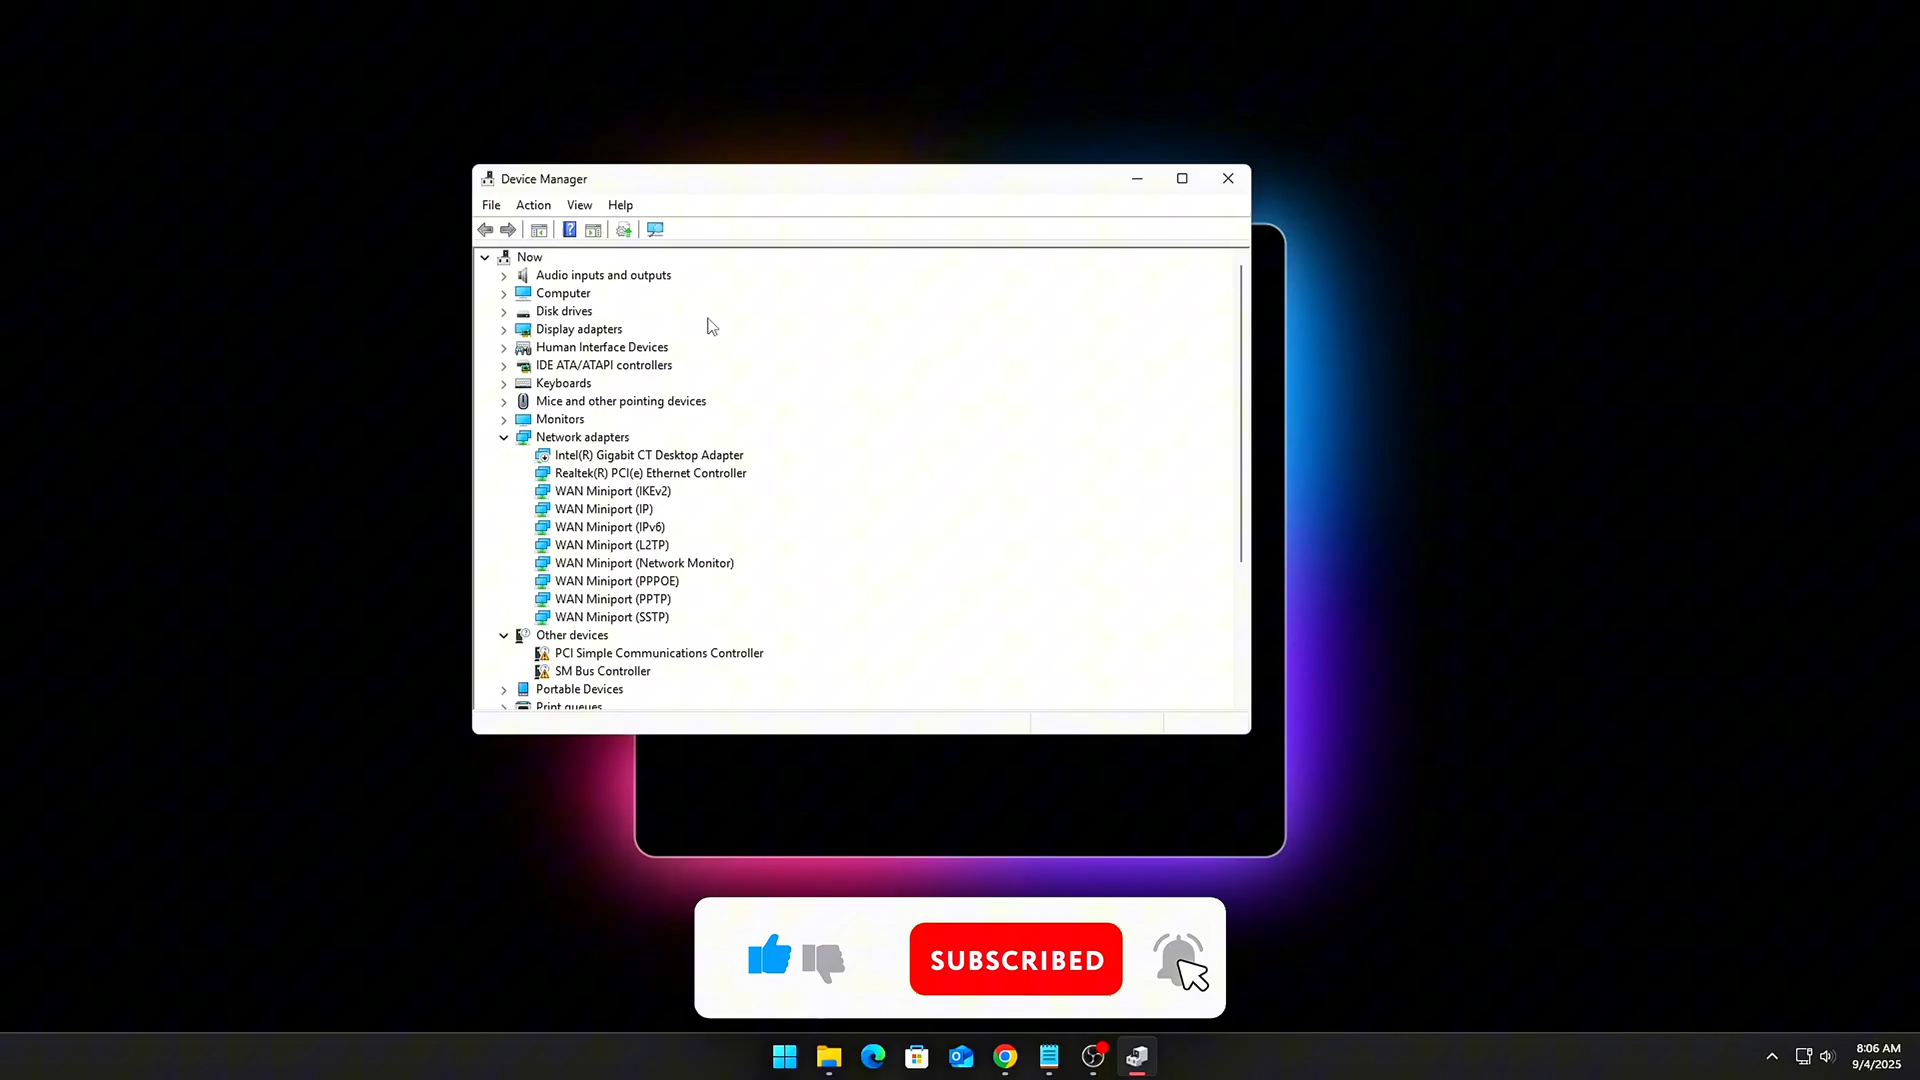 Device Manager
File Action View Help
Now
Audio inputs and outputs
Computer
Disk drives
Display adapters
Human Interface Devices
IDE ATA/ATAPI controllers
Keyboards
Mice and other pointing devices
Monitors
Network adapters
Intel(R) Gigabit CT Desktop Adapter
Realtek(R) PCI(e) Ethernet Controller
WAN Miniport (IKEv2)
WAN Miniport (IP)
WAN Miniport (IPv6)
WAN Miniport (L2TP)
WAN Miniport (Network Monitor)
WAN Miniport (PPPOE)
WAN Miniport (PPTP)
WAN Miniport (SSTP)
Other devices
PCI Simple Communications Controller
SM Bus Controller
Portable Devices
Print queues
SUBSCRIBED
8:06 AM
9/4/2025